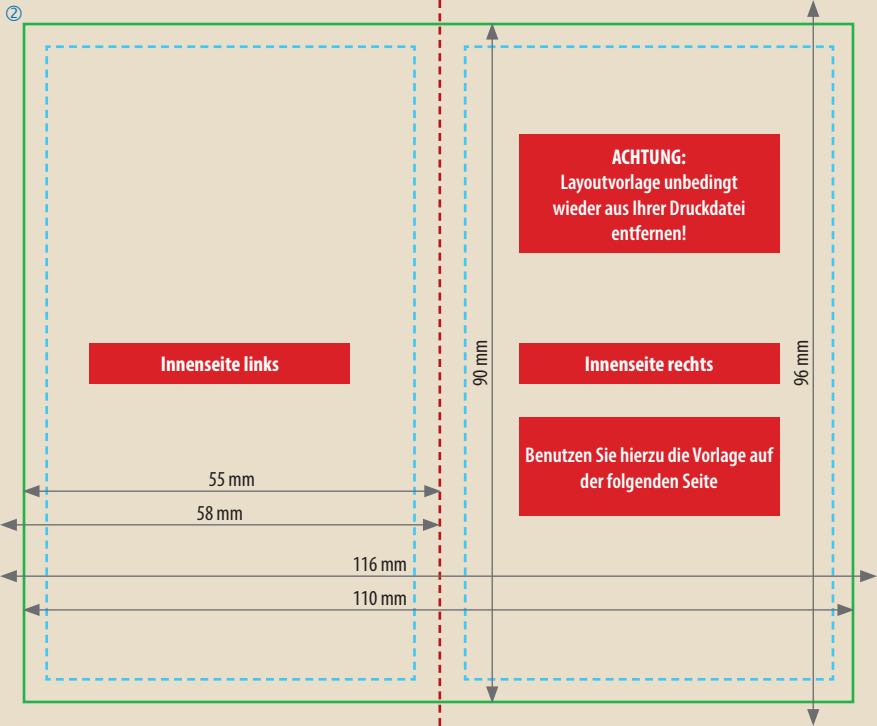 ②
ACHTUNG:
Layoutvorlage unbedingt
wieder aus Ihrer Druckdatei
entfernen!
Innenseite links
90 mm
Innenseite rechts
96 mm
Benutzen Sie hierzu die Vorlage auf
der folgenden Seite
55 mm
58 mm
116 mm
110 mm